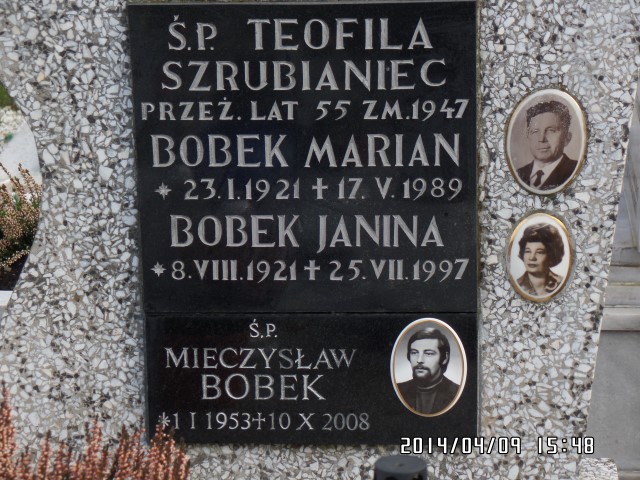 Ś.P. TEOFILA
SZRUBIANIEC
PRZEŻ. LAT 55 ZM. 1947
BOBEK MARIAN
* 23.I.1921 + 17.V.1989
BOBEK JANINA
* 8.VIII.1921 + 25.VII.1997
Ś.P.
MIECZYSŁAW
BOBEK
*1 I 1953+10 X 2008
2014/04/09 15:48